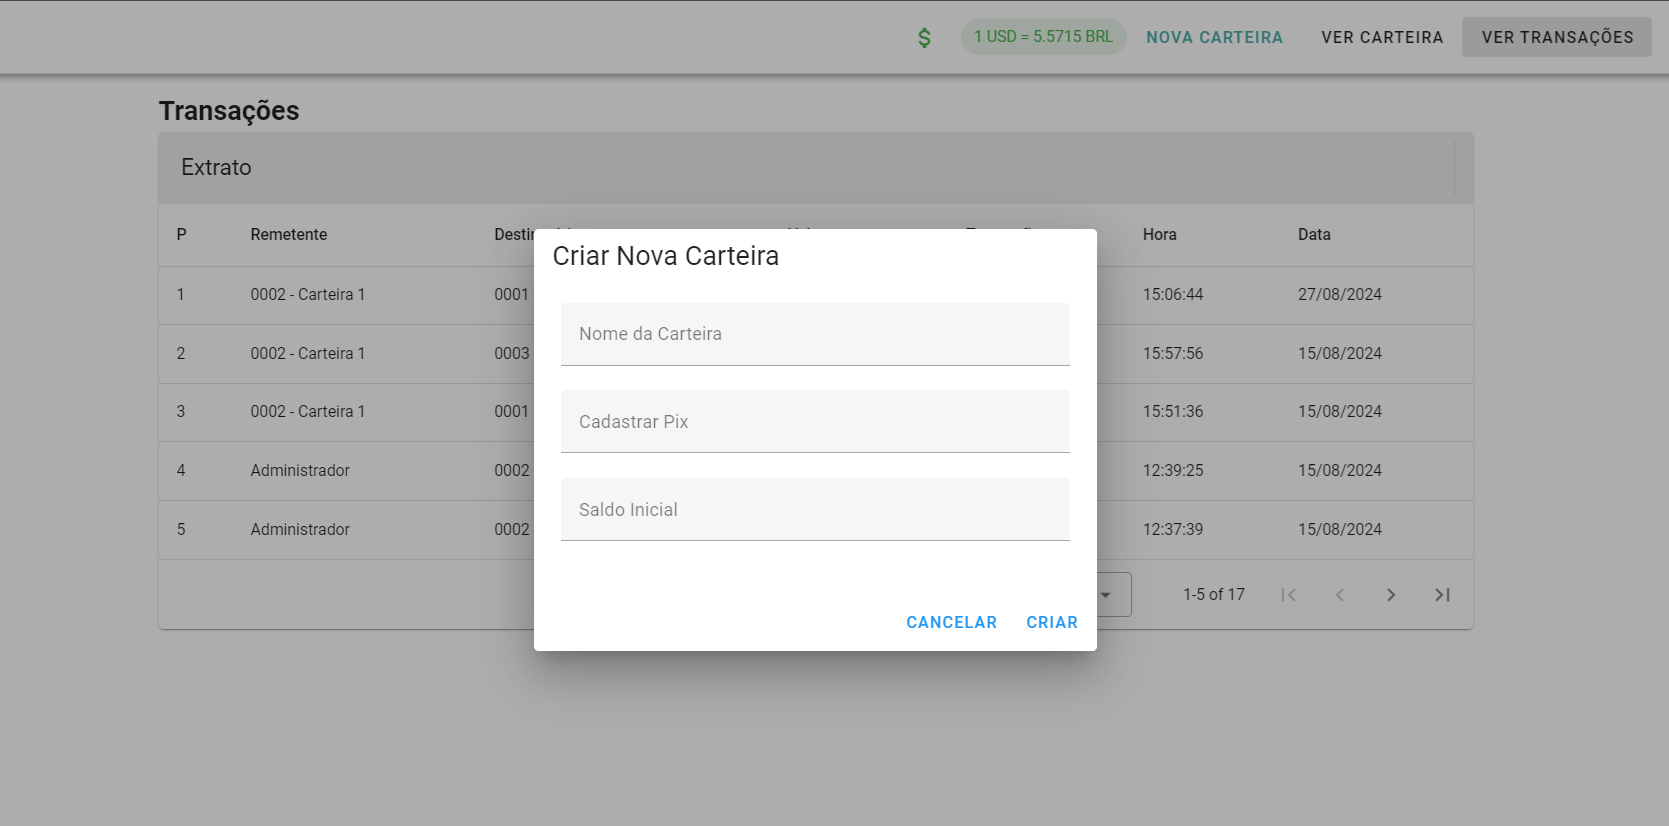 $ 1 USD = 5.5715 BRL NOVA CARTEIRA VER CARTEIRA VER TRANSAÇÕES
Transações
Extrato
P Remetente Hora Data
1 0002 - Carteira 1 0001 15:06:44 27/08/2024
2 0002 - Carteira 1 0003 15:57:56 15/08/2024
3 0002 - Carteira 1 0001 15:51:36 15/08/2024
4 Administrador 0002 12:39:25 15/08/2024
5 Administrador 0002 12:37:39 15/08/2024
1-5 of 17
Criar Nova Carteira
Nome da Carteira
Cadastrar Pix
Saldo Inicial
CANCELAR CRIAR